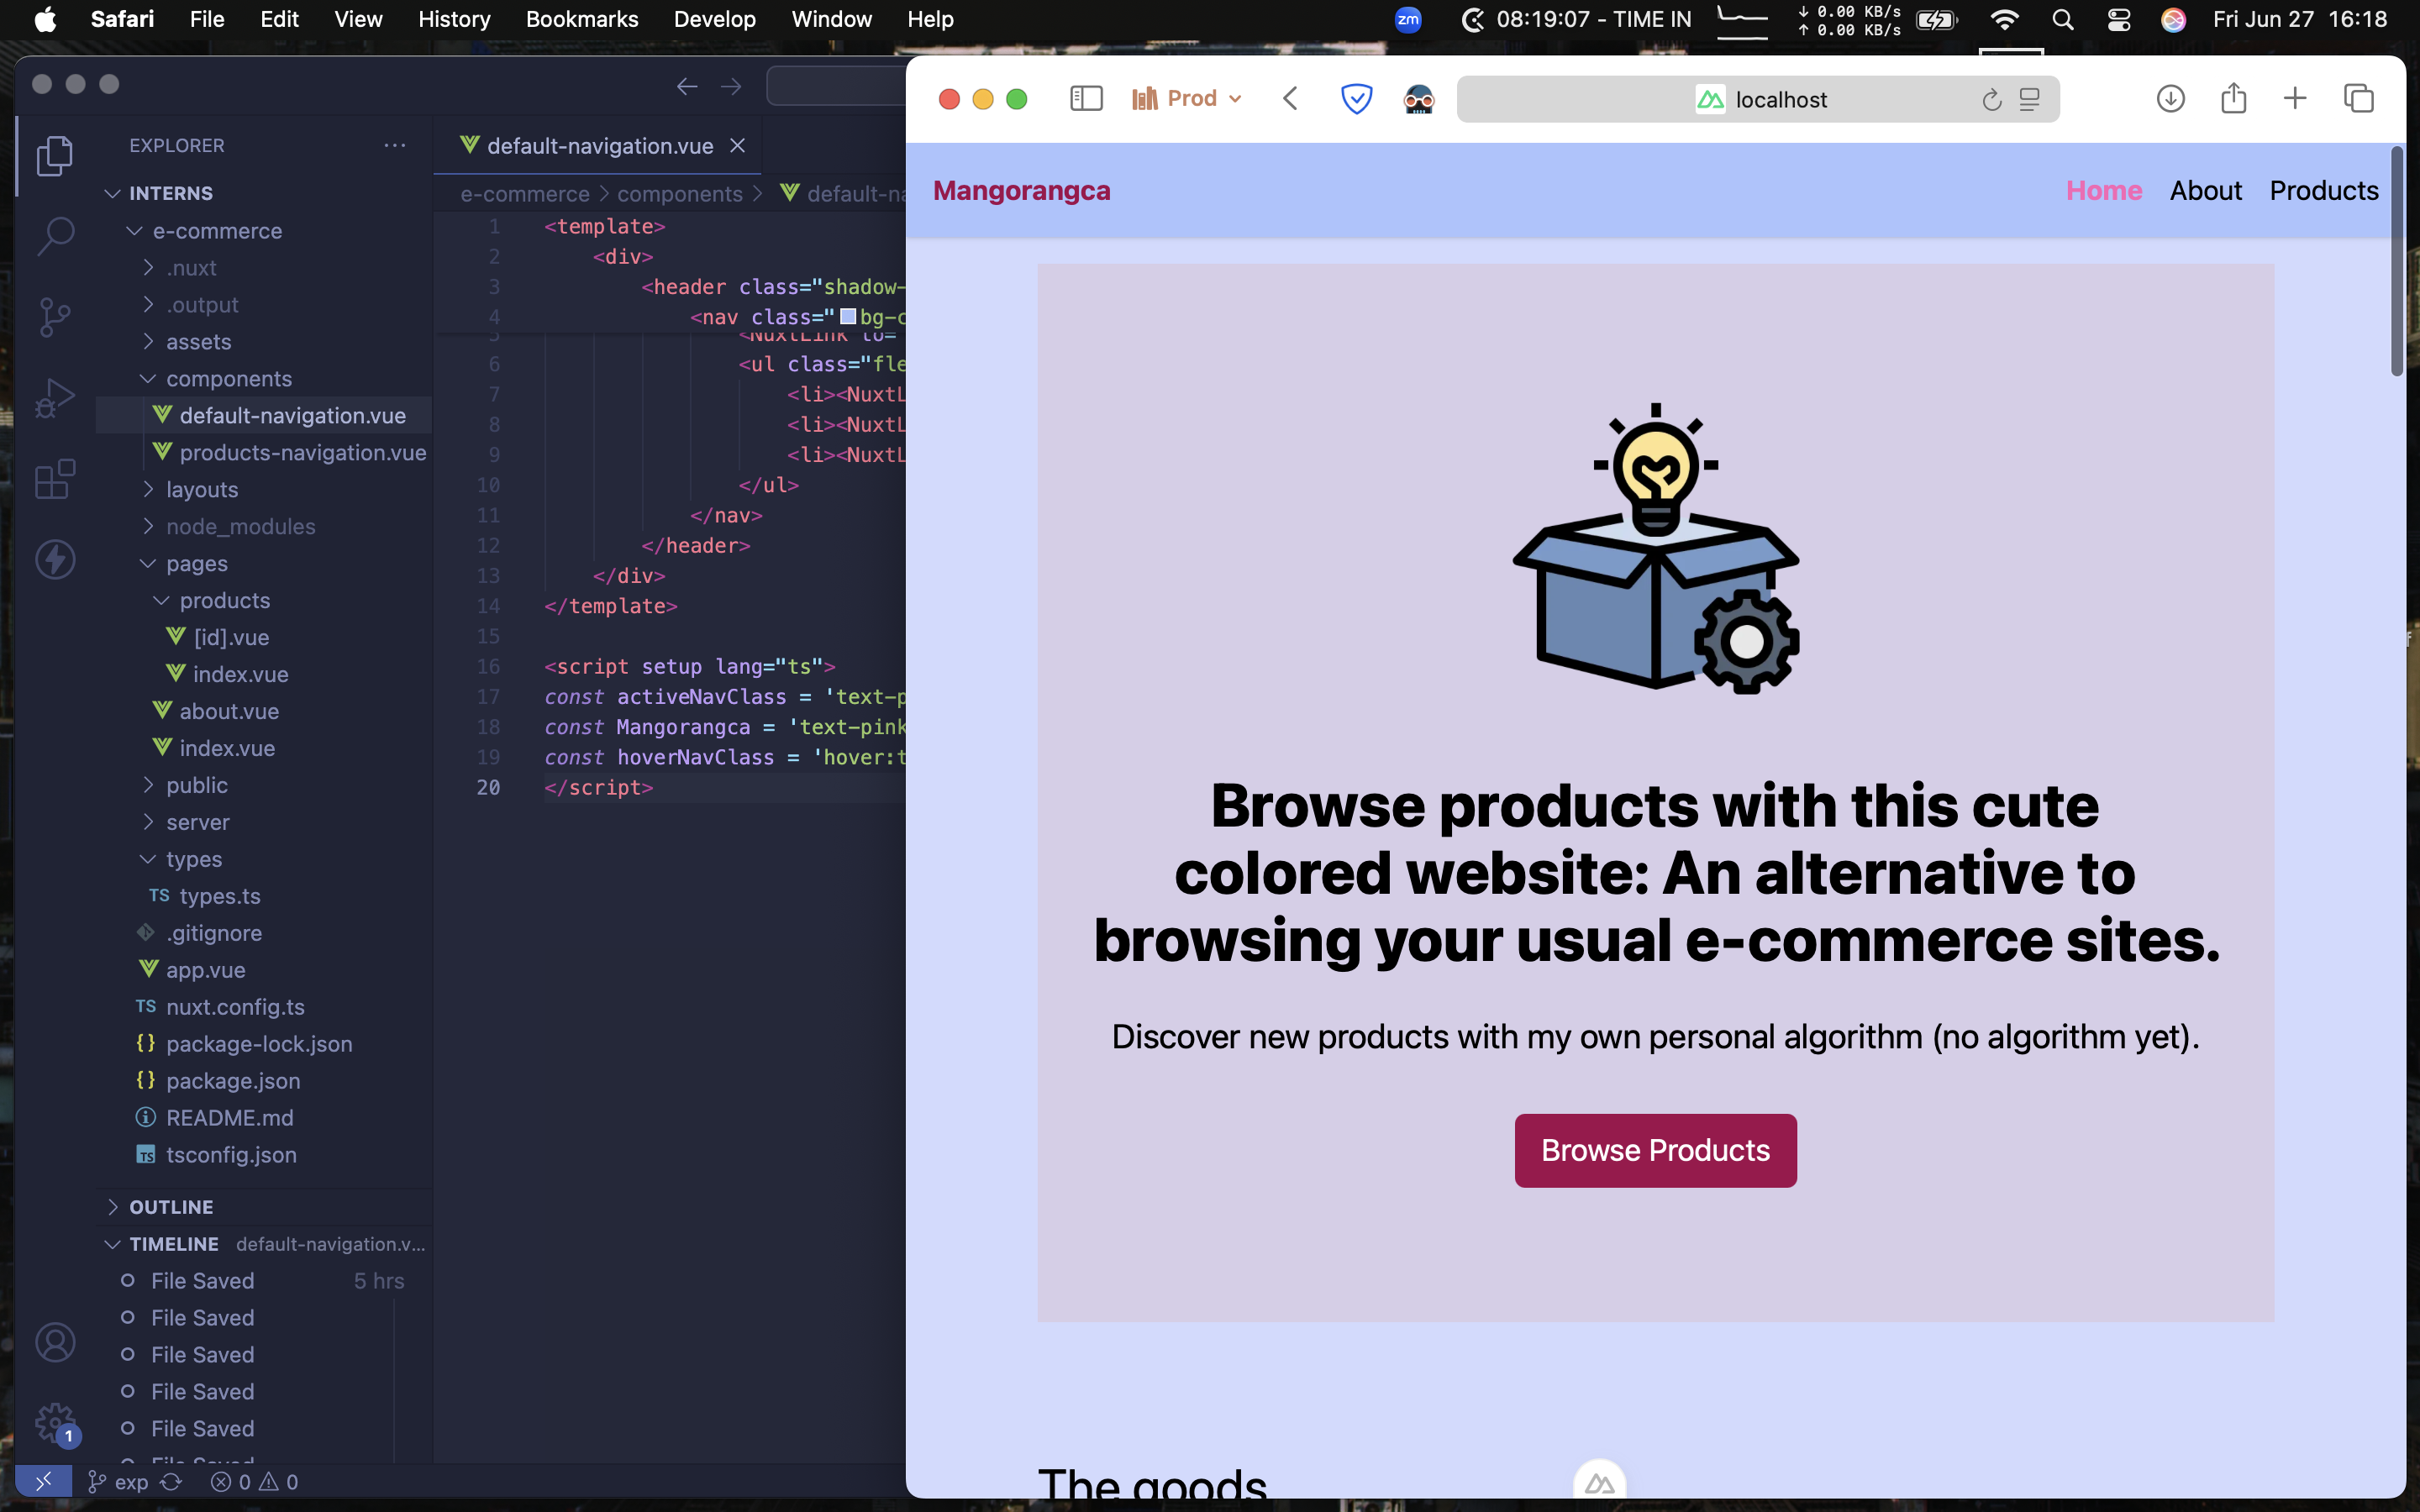 Safari File Edit View History Bookmarks Develop Window Help
zm 08:19:07 - TIME IN ↓ 0.00 KB/s ↑ 0.00 KB/s Fri Jun 27 16:18
EXPLORER ...
INTERNS
e-commerce
.nuxt
.output
assets
components
default-navigation.vue
products-navigation.vue
layouts
node_modules
pages
products
[id].vue
index.vue
about.vue
index.vue
public
server
types
TS types.ts
.gitignore
app.vue
TS nuxt.config.ts
{} package-lock.json
{} package.json
README.md
TS tsconfig.json
OUTLINE
TIMELINE default-navigation.v...
File Saved 5 hrs
File Saved
File Saved
File Saved
File Saved
File Saved
1
exp 0 0
default-navigation.vue
e-commerce > components > default-na
1 <template>
2 <div>
3 <header class="shadow-
4 <nav class="bg-c
5 <NuxtLink to=
6 <ul class="fle
7 <li><NuxtL
8 <li><NuxtL
9 <li><NuxtL
10 </ul>
11 </nav>
12 </header>
13 </div>
14 </template>
15
16 <script setup lang="ts">
17 const activeNavClass = 'text-p
18 const Mangorangca = 'text-pink
19 const hoverNavClass = 'hover:t
20 </script>
Prod localhost
Mangorangca Home About Products
Browse products with this cute
colored website: An alternative to
browsing your usual e-commerce sites.
Discover new products with my own personal algorithm (no algorithm yet).
Browse Products
The goods